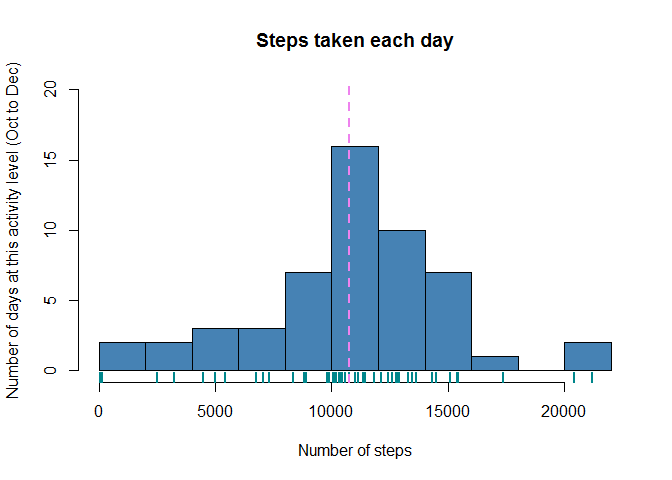 Steps taken each day
Number of days at this activity level (Oct to Dec)
20
15
10
5
0
0 5000 10000 15000 20000
Number of steps